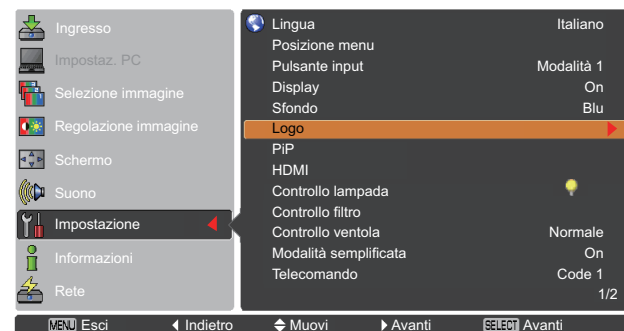 Ingresso
Impostaz. PC
Selezione immagine
Regolazione immagine
Schermo
Suono
Impostazione
Informazioni
Rete
Lingua Italiano
Posizione menu
Pulsante input Modalità 1
Display On
Sfondo Blu
Logo
PiP
HDMI
Controllo lampada
Controllo filtro
Controllo ventola Normale
Modalità semplificata On
Telecomando Code 1
1/2
MENU Esci Indietro Muovi Avanti SELECT Avanti